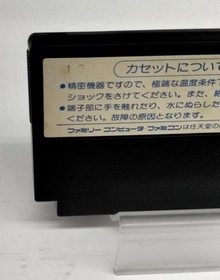 カセットについて
●精密機器ですので、極端な温度条件で
ショックをさけてください。また、
●端子部に手を触れたり、水にぬらした
ください。故障の原因となります。
ファミリー コンピュータ ファミコンは任天堂の